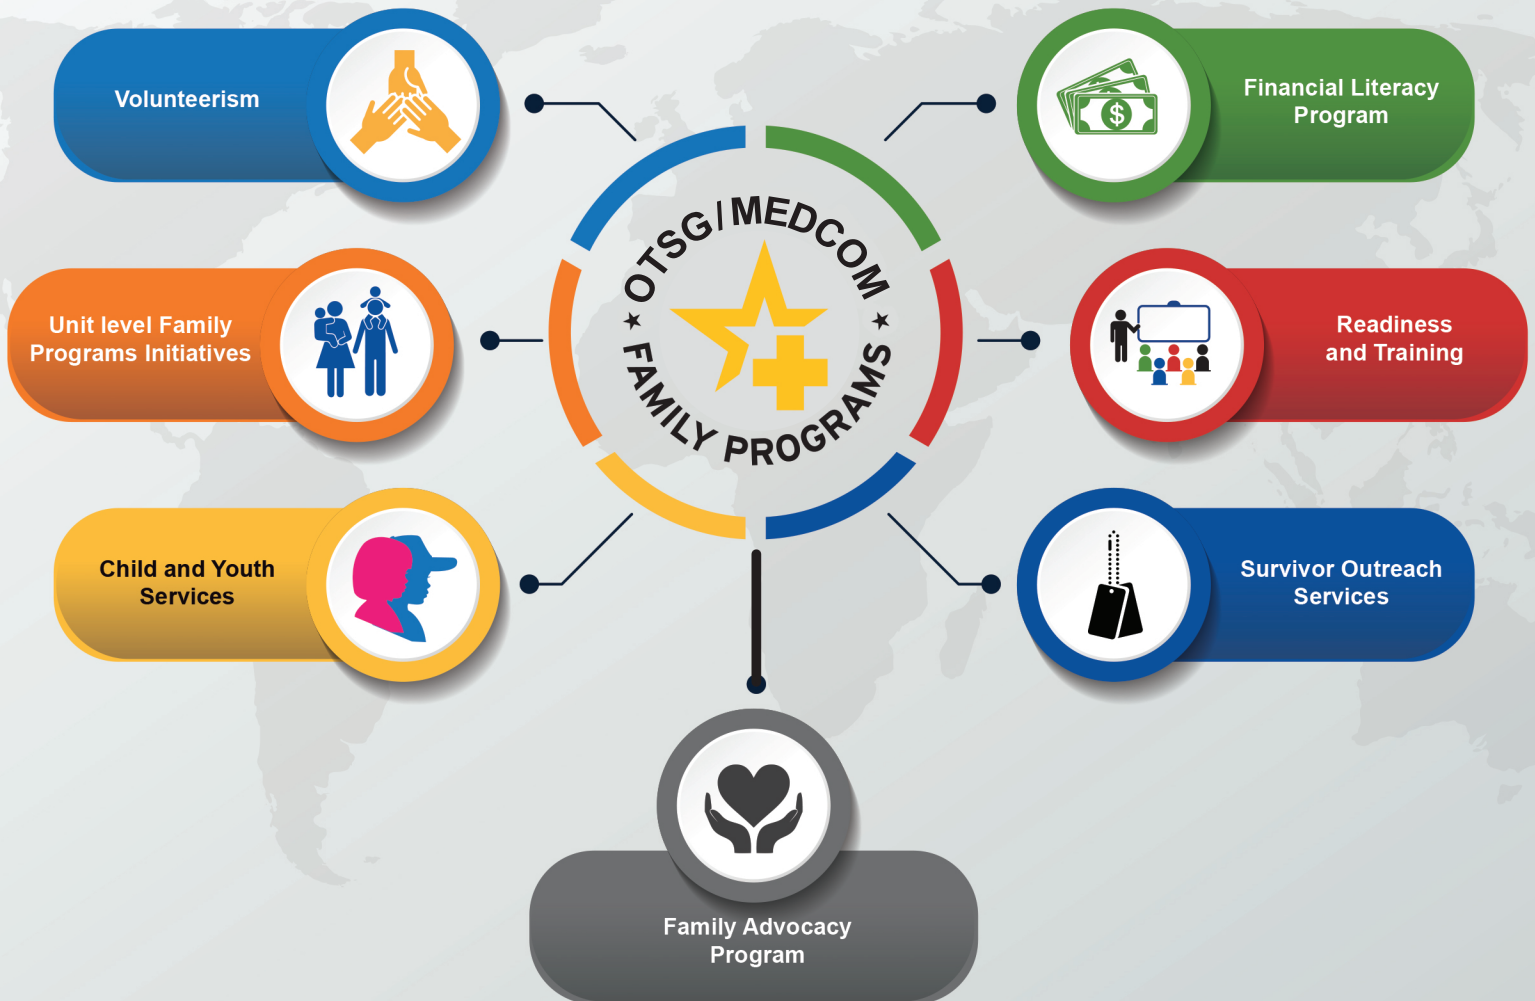 Volunteerism
Financial Literacy
Program
OTSG/MEDCOM
FAMILY PROGRAMS
Unit level Family
Programs Initiatives
Readiness
and Training
Child and Youth
Services
Survivor Outreach
Services
Family Advocacy
Program
$